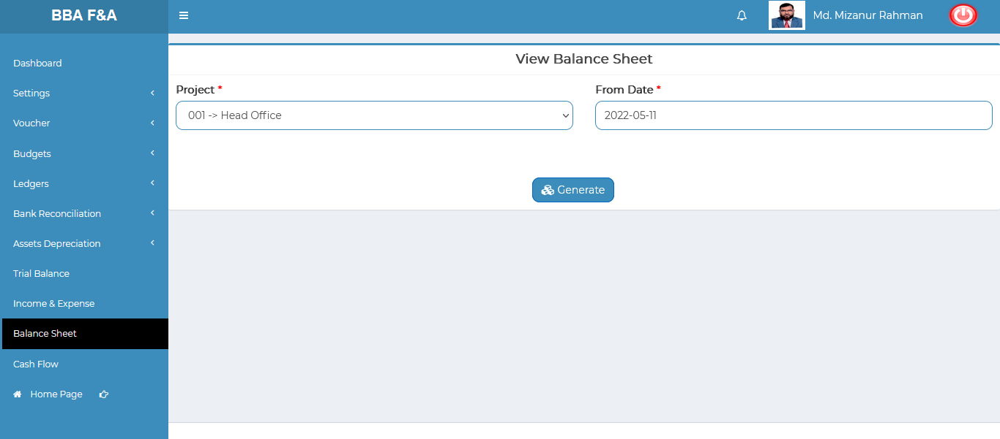 BBA F&A
Md. Mizanur Rahman
Dashboard
Settings
Voucher
Budgets
Ledgers
Bank Reconciliation
Assets Depreciation
Trial Balance
Income & Expense
Balance Sheet
Cash Flow
Home Page
View Balance Sheet
Project *
001 -> Head Office
From Date *
2022-05-11
Generate